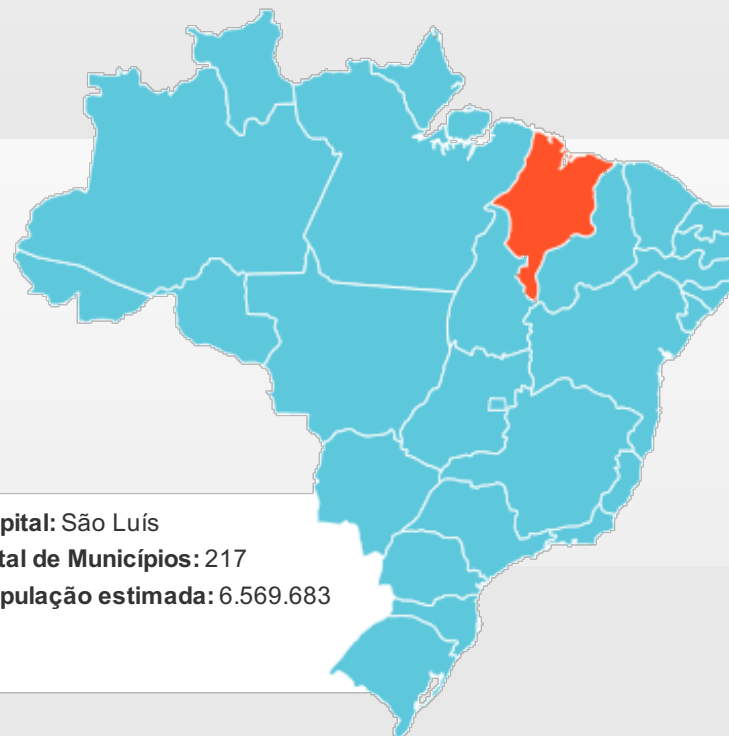 pital: São Luís
tal de Municípios: 217
pulação estimada: 6.569.683